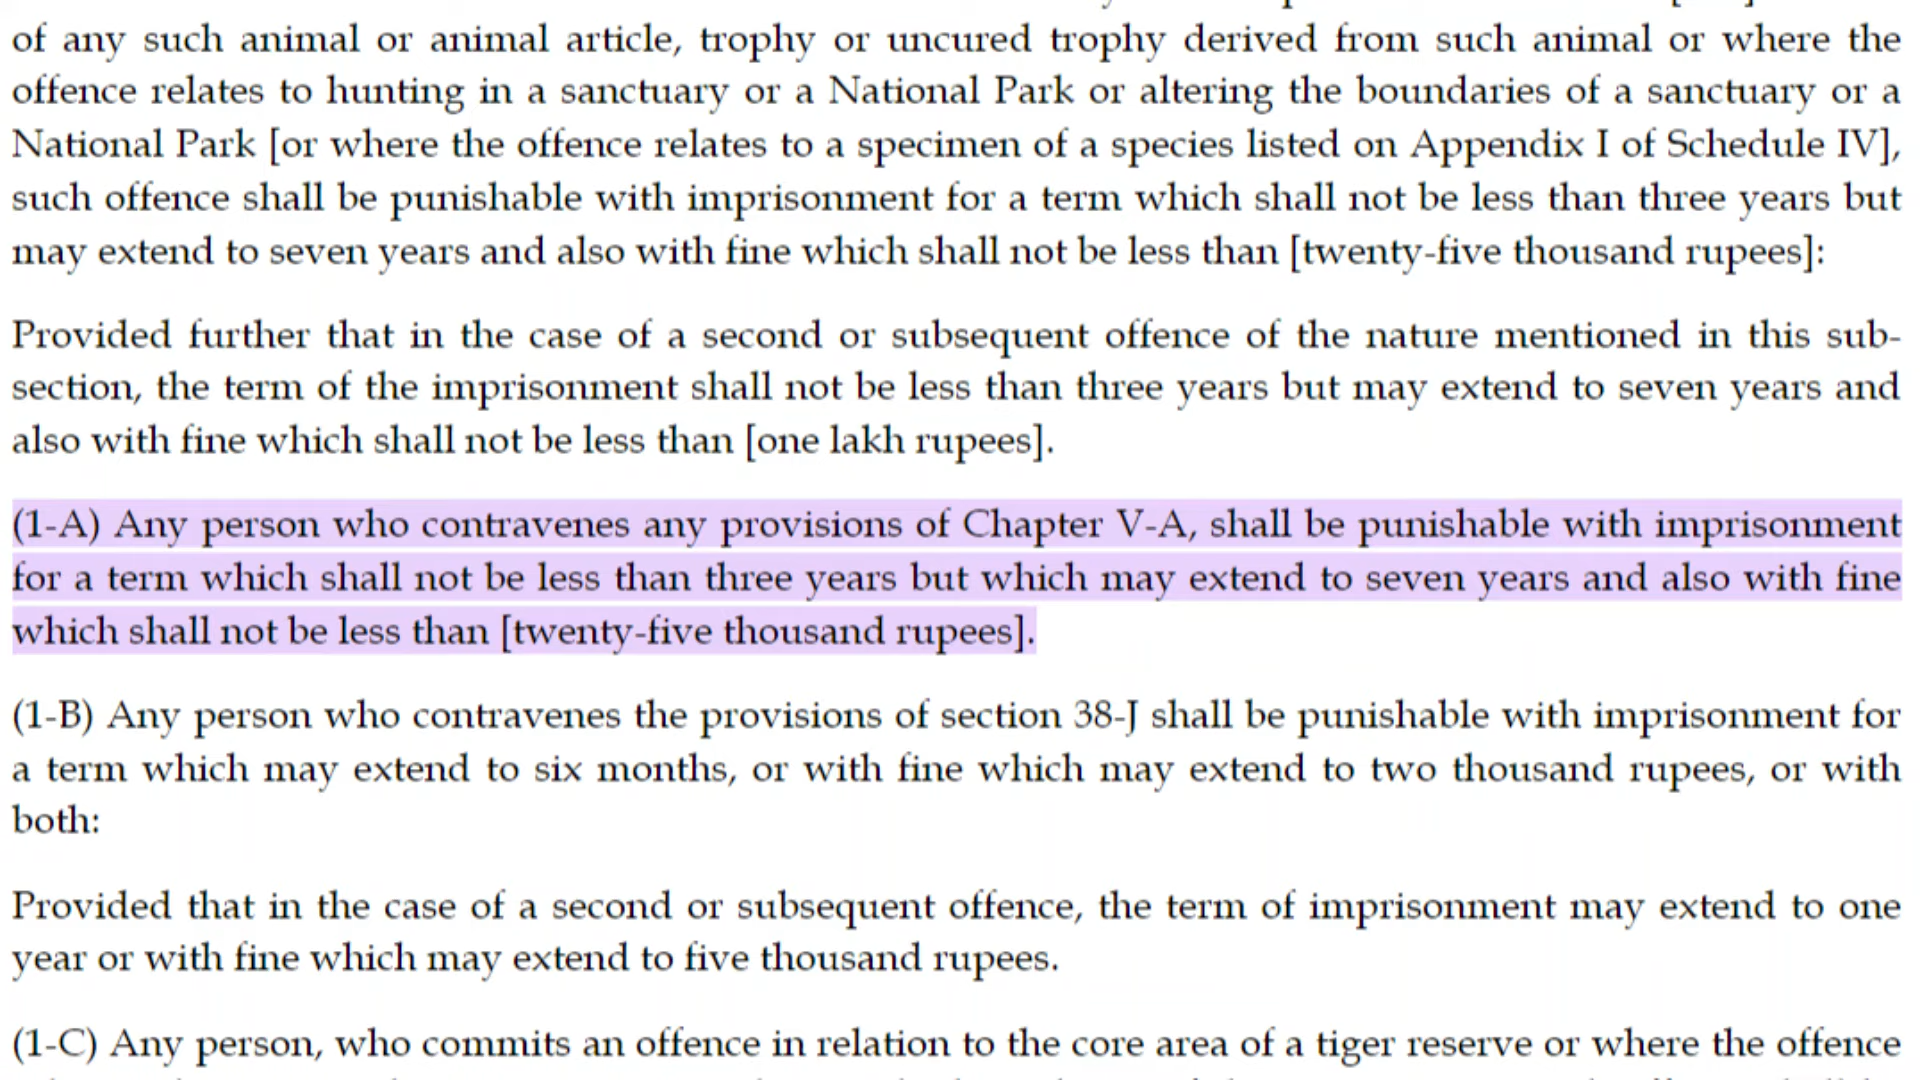 of any such animal or animal article, trophy or uncured trophy derived from such animal or where the
offence relates to hunting in a sanctuary or a National Park or altering the boundaries of a sanctuary or a
National Park [or where the offence relates to a specimen of a species listed on Appendix I of Schedule IV],
such offence shall be punishable with imprisonment for a term which shall not be less than three years but
may extend to seven years and also with fine which shall not be less than [twenty-five thousand rupees]:
Provided further that in the case of a second or subsequent offence of the nature mentioned in this sub-
section, the term of the imprisonment shall not be less than three years but may extend to seven years and
also with fine which shall not be less than [one lakh rupees].
(1-A) Any person who contravenes any provisions of Chapter V-A, shall be punishable with imprisonment
for a term which shall not be less than three years but which may extend to seven years and also with fine
which shall not be less than [twenty-five thousand rupees].
(1-B) Any person who contravenes the provisions of section 38-J shall be punishable with imprisonment for
a term which may extend to six months, or with fine which may extend to two thousand rupees, or with
both:
Provided that in the case of a second or subsequent offence, the term of imprisonment may extend to one
year or with fine which may extend to five thousand rupees.
(1-C) Any person, who commits an offence in relation to the core area of a tiger reserve or where the offence